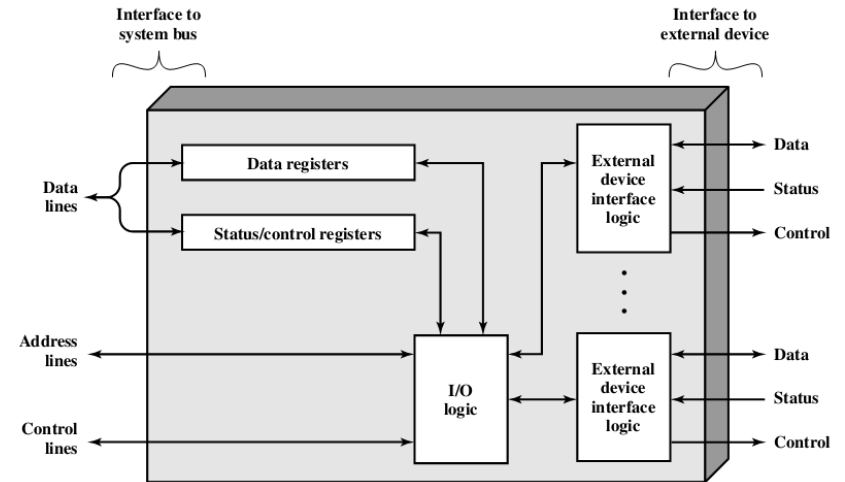 Interface to
system bus
Interface to
external device
Data registers
Data
lines
Status/control registers
External
device
interface
logic
Data
Status
Control
Address
lines
I/O
logic
External
device
interface
logic
Data
Status
Control
Control
lines